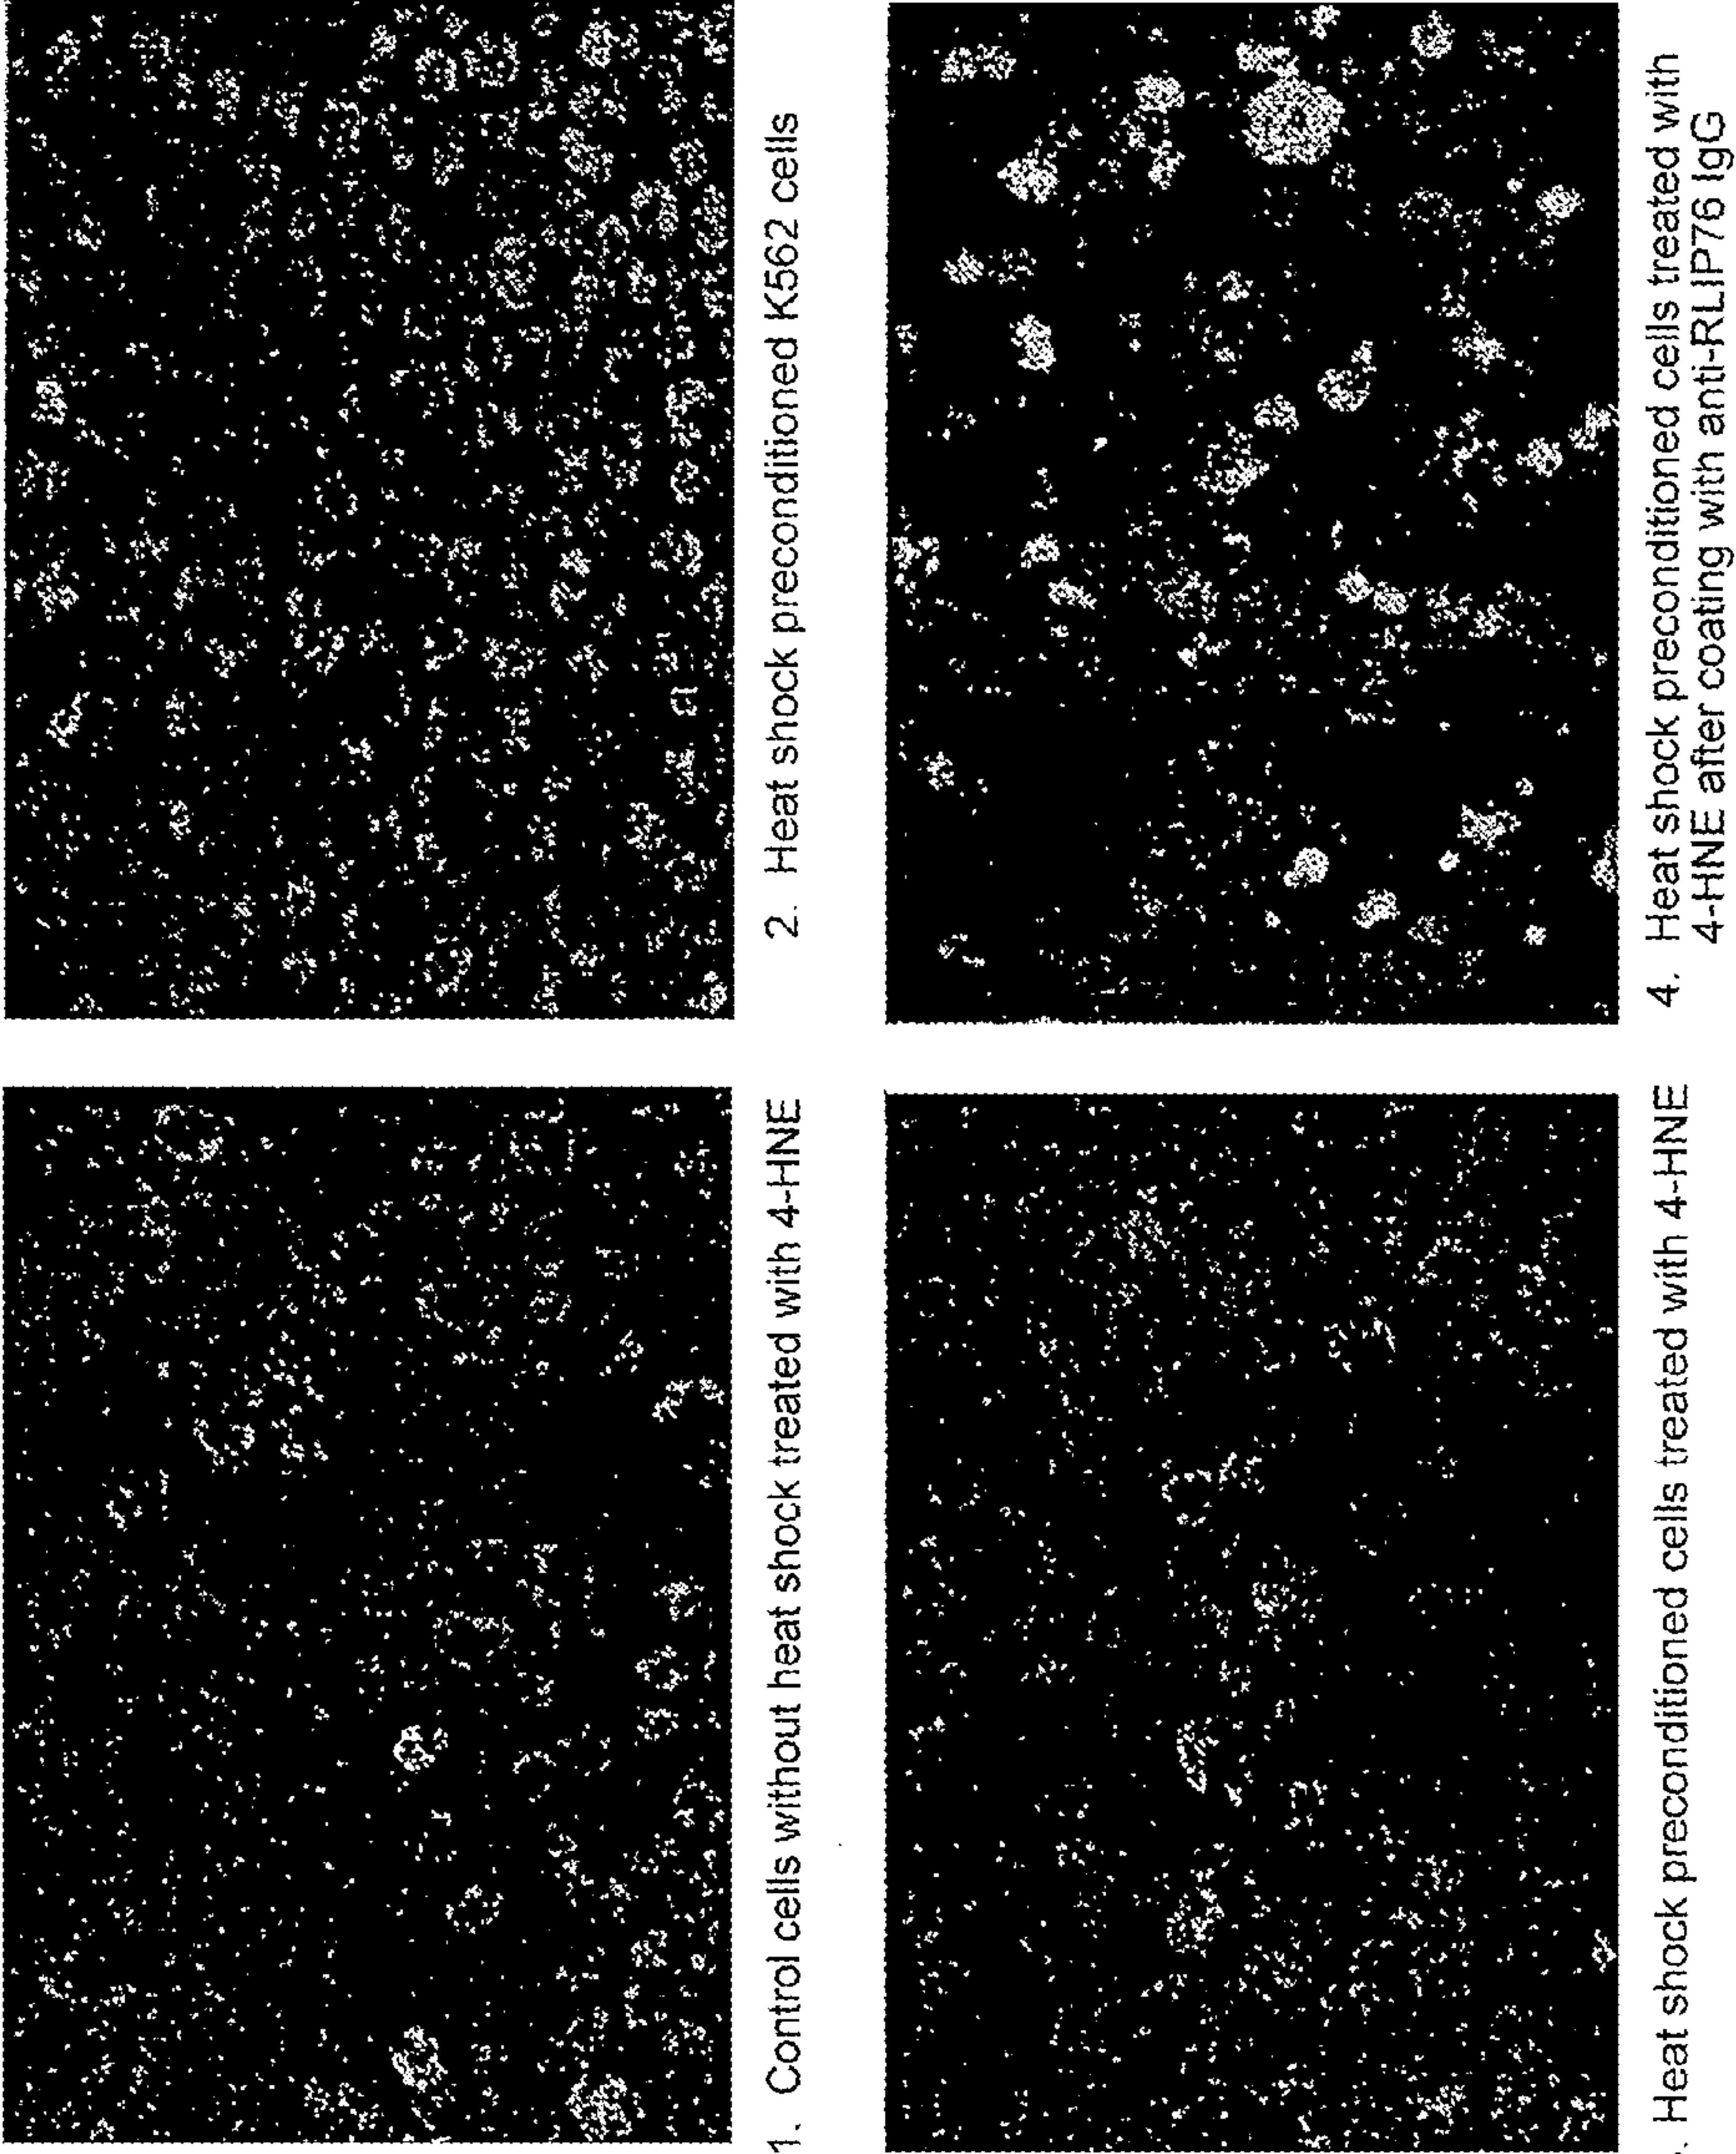 1. Control cells without heat shock treated with 4-HNE
2. Heat shock preconditioned K562 cells
. Heat shock preconditioned cells treated with 4-HNE
4. Heat shock preconditioned cells treated with
4-HNE after coating with anti-RLIP76 IgG